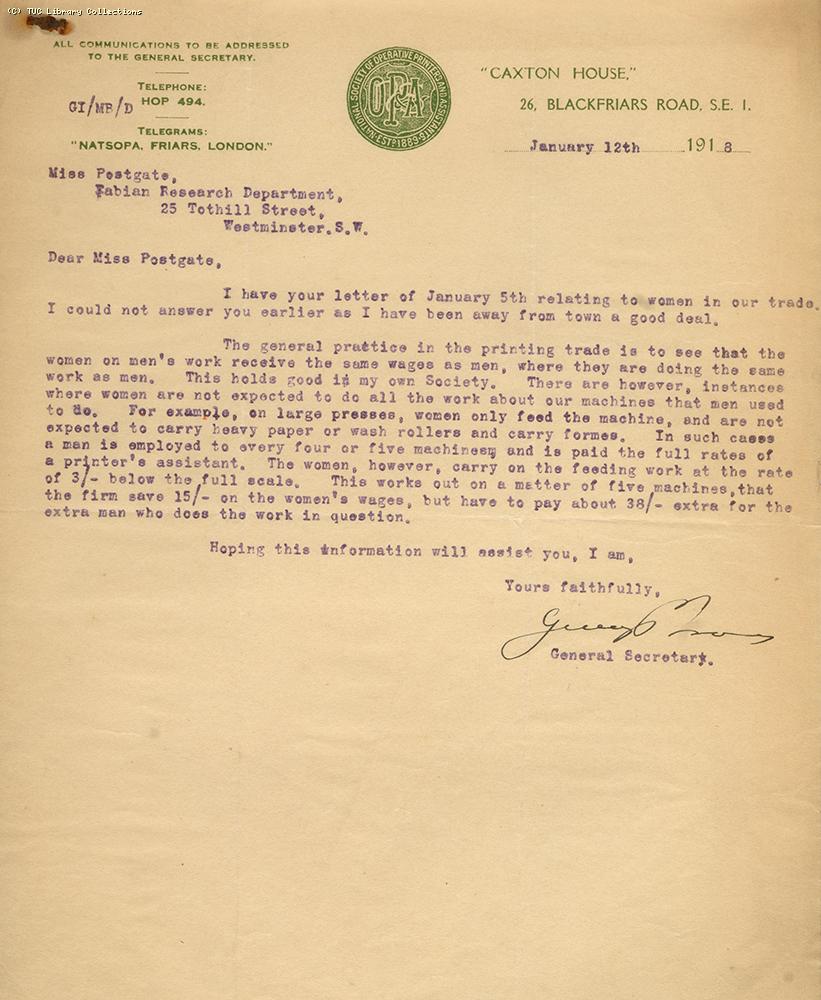 (C) TUC Library Collections
ALL COMMUNICATIONS TO BE ADDRESSED
TO THE GENERAL SECRETARY.
TELEPHONE:
HOP 494.
GI/MB/D
TELEGRAMS:
"NATSOPA, FRIARS, LONDON."
NATIONAL SOCIETY OF OPERATIVE PRINTERS AND ASSISTANTS
ESTD 1889
"CAXTON HOUSE,"
26, BLACKFRIARS ROAD, S.E. 1.
January 12th 1918
Miss Postgate,
Fabian Research Department,
25 Tothill Street,
Westminster.S.W.
Dear Miss Postgate,
I have your letter of January 5th relating to women in our trade.
I could not answer you earlier as I have been away from town a good deal.
The general practice in the printing trade is to see that the
women on men's work receive the same wages as men, where they are doing the same
work as men. This holds good in my own Society. There are however, instances
where women are not expected to do all the work about our machines that men used
to do. For example, on large presses, women only feed the machine, and are not
expected to carry heavy paper or wash rollers and carry formes. In such cases
a man is employed to every four or five machines, and is paid the full rates of
a printer's assistant. The women, however, carry on the feeding work at the rate
of 3/- below the full scale. This works out on a matter of five machines,that
the firm save 15/- on the women's wages, but have to pay about 38/- extra for the
extra man who does the work in question.
Hoping this information will assist you, I am,
Yours faithfully,
General Secretary.